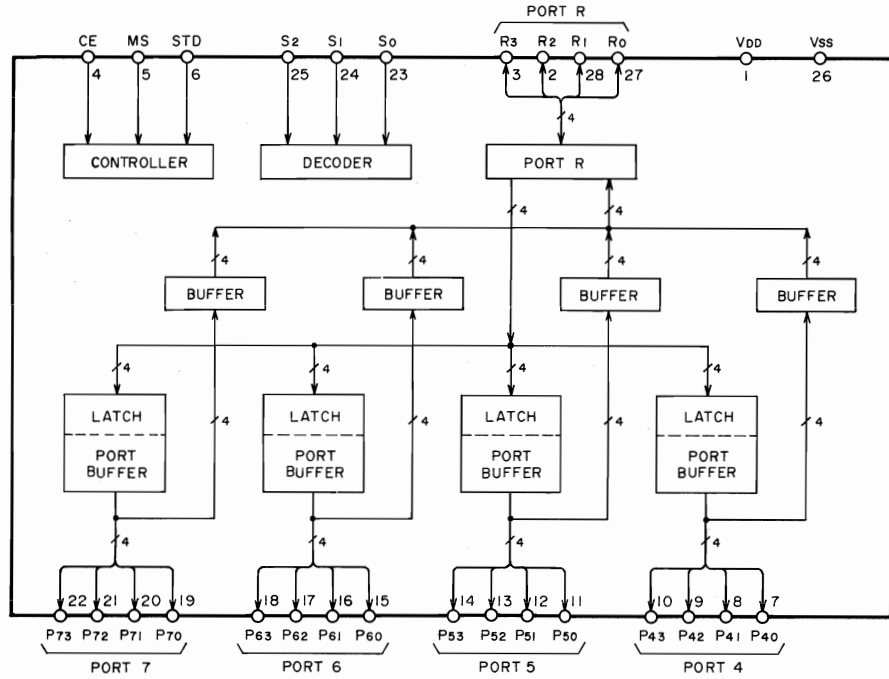 PORT R
CE MS STD S2 S1 S0 R3 R2 R1 R0 VDD VSS
4 5 6 25 24 23 3 2 28 27 1 26
4
CONTROLLER DECODER PORT R
4 4
4 4 4 4
BUFFER BUFFER BUFFER BUFFER
4 4 4 4
LATCH LATCH LATCH LATCH
4 4 4 4
PORT PORT PORT PORT
BUFFER BUFFER BUFFER BUFFER
4 4 4 4
22 21 20 19 18 17 16 15 14 13 12 11 10 9 8 7
P73 P72 P71 P70 P63 P62 P61 P60 P53 P52 P51 P50 P43 P42 P41 P40
PORT 7 PORT 6 PORT 5 PORT 4